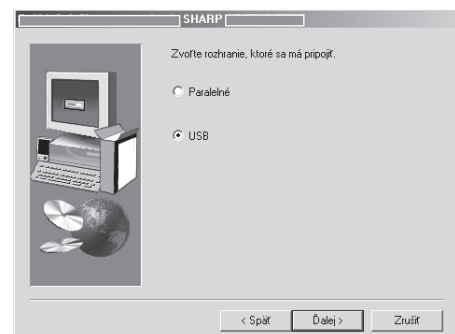 SHARP
Zvoľte rozhranie, ktoré sa má pripojiť.
Paralelné
USB
< Späť
Ďalej >
Zrušiť